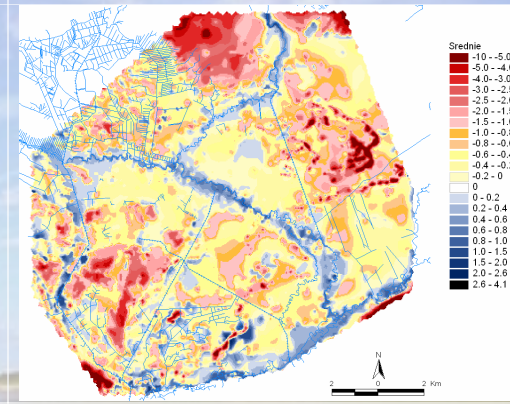 Srednie
-10 - -5.0
-5.0 - -4.0
-4.0 - -3.0
-3.0 - -2.5
-2.5 - -2.0
-2.0 - -1.5
-1.5 - -1.0
-1.0 - -0.8
-0.8 - -0.6
-0.6 - -0.4
-0.4 - -0.2
-0.2 - 0
0
0 - 0.2
0.2 - 0.4
0.4 - 0.6
0.6 - 0.8
0.8 - 1.0
1.0 - 1.5
1.5 - 2.0
2.0 - 2.6
2.6 - 4.1
N
2 0 2 Km